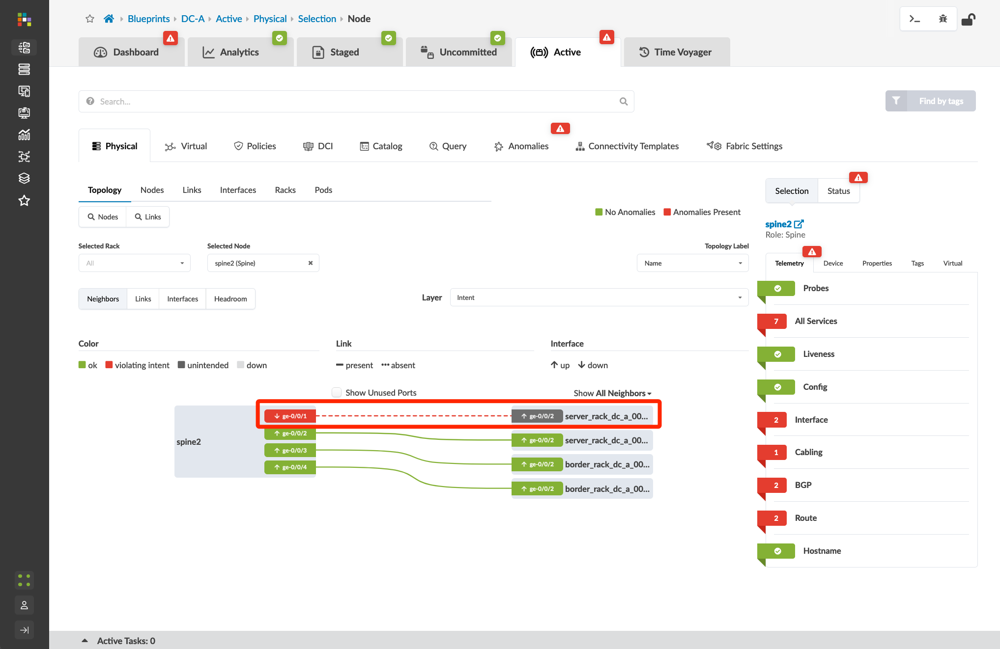 Blueprints DC-A Active Physical Selection Node
Dashboard Analytics Staged Uncommitted Active Time Voyager
Search...
Find by tags
Physical Virtual Policies DCI Catalog Query Anomalies Connectivity Templates Fabric Settings
Topology Nodes Links Interfaces Racks Pods
Nodes Links
No Anomalies Anomalies Present
Selected Rack Selected Node Topology Label
All spine2 (Spine) Name
Neighbors Links Interfaces Headroom Layer Intent
Color Link Interface
ok violating intent unintended down present absent up down
Show Unused Ports Show All Neighbors
spine2
ge-0/0/1 ge-0/0/2 server_rack_dc_a_00...
ge-0/0/2 ge-0/0/2 server_rack_dc_a_00...
ge-0/0/3 ge-0/0/2 border_rack_dc_a_00...
ge-0/0/4 ge-0/0/2 border_rack_dc_a_00...
Selection Status
spine2
Role: Spine
Telemetry Device Properties Tags Virtual
Probes
7 All Services
Liveness
Config
2 Interface
1 Cabling
2 BGP
2 Route
Hostname
Active Tasks: 0